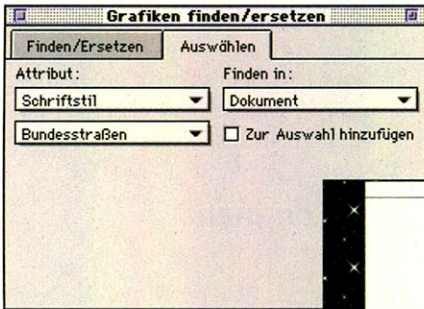 Grafiken finden/ersetzen
Finden/Ersetzen Auswählen
Attribut: Finden in:
Schriftstil Dokument
Bundesstraßen Zur Auswahl hinzufügen